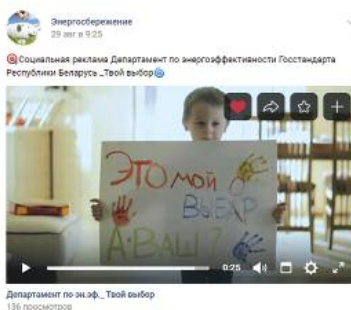 Энергосбережение
29 авг в 9:25
Социальная реклама Департамент по энергоэффективности Госстандарта
Республики Беларусь _Твой выбор
ЭТО МОЙ
ВЫБАР
А ВАШ?
0:25
Департамент по эн.эф._ Твой выбор
136 просмотров